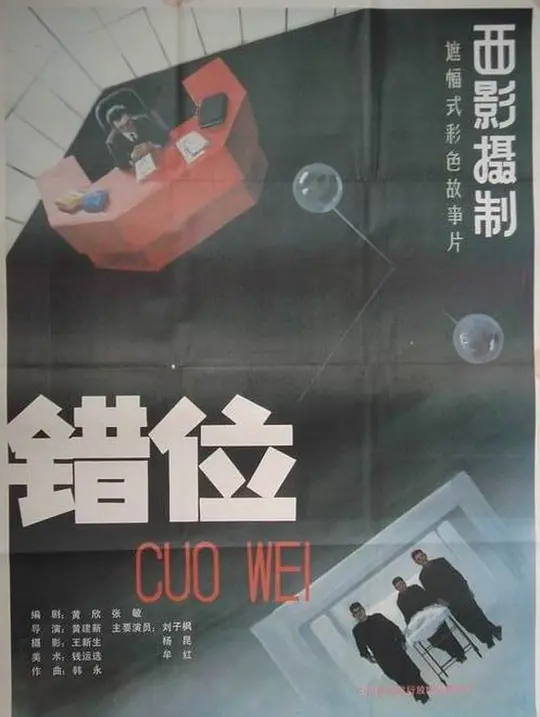 西影摄制
遮幅式彩色故事片
错位
CUO WEI
编 剧：黄 欣 张 敏
导 演：黄建新 主要演员：刘子枫
摄 影：王新生 杨 昆
美 术：钱运选 牟 红
作 曲：韩 永